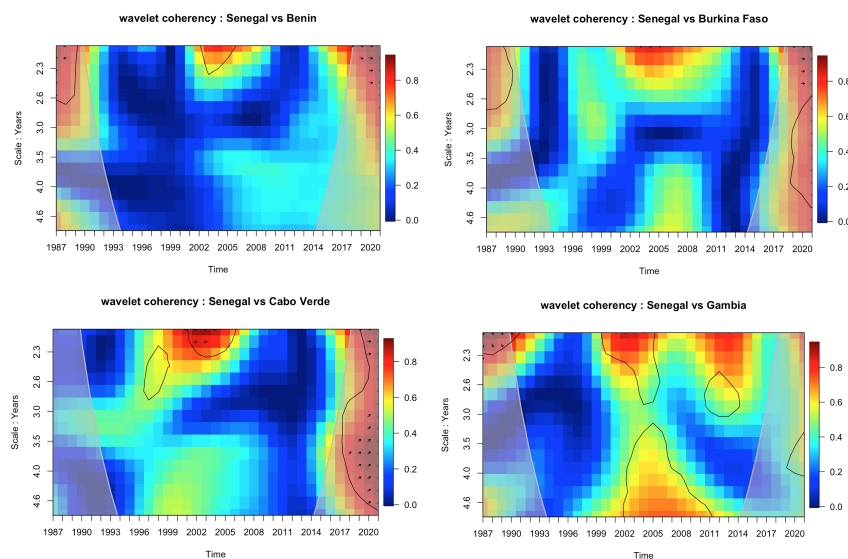 wavelet coherency : Senegal vs Benin
Scale : Years
2.3
2.6
3.0
3.5
4.0
4.6
1987 1990 1993 1996 1999 2002 2005 2008 2011 2014 2017 2020
Time
0.8
0.6
0.4
0.2
0.0
wavelet coherency : Senegal vs Burkina Faso
Scale : Years
2.3
2.6
3.0
3.5
4.0
4.6
1987 1990 1993 1996 1999 2002 2005 2008 2011 2014 2017 2020
Time
0.8
0.6
0.4
0.2
0.0
wavelet coherency : Senegal vs Cabo Verde
Scale : Years
2.3
2.6
3.0
3.5
4.0
4.6
1987 1990 1993 1996 1999 2002 2005 2008 2011 2014 2017 2020
Time
0.8
0.6
0.4
0.2
0.0
wavelet coherency : Senegal vs Gambia
Scale : Years
2.3
2.6
3.0
3.5
4.0
4.6
1987 1990 1993 1996 1999 2002 2005 2008 2011 2014 2017 2020
Time
0.8
0.6
0.4
0.2
0.0